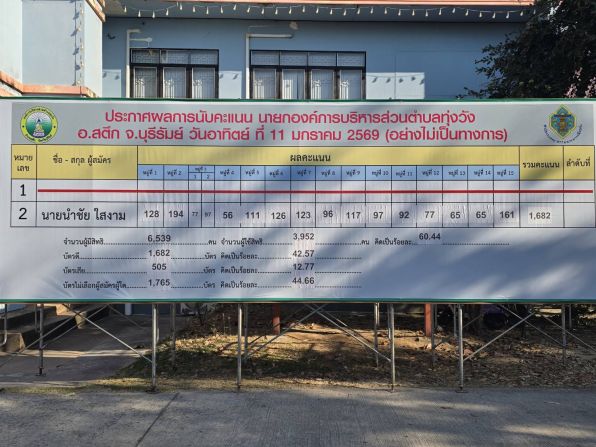 ประกาศผลการนับคะแนน นายกองค์การบริหารส่วนตำบลทุ่งวัง
อ.สตึก จ.บุรีรัมย์ วันอาทิตย์ ที่ 11 มกราคม 2569 (อย่างไม่เป็นทางการ)
หมายเลข ชื่อ - สกุล ผู้สมัคร ผลคะแนน รวมคะแนน ลำดับที่
หมู่ที่ 1 หมู่ที่ 2 หมู่ที่ 3 หมู่ที่ 4 หมู่ที่ 5 หมู่ที่ 6 หมู่ที่ 7 หมู่ที่ 8 หมู่ที่ 9 หมู่ที่ 10 หมู่ที่ 11 หมู่ที่ 12 หมู่ที่ 13 หมู่ที่ 14 หมู่ที่ 15
1 2
1
2 นายนำชัย ใสงาม 128 194 77 97 56 111 126 123 96 117 97 92 77 65 65 161 1,682
จำนวนผู้มีสิทธิ 6,539 คน จำนวนผู้ใช้สิทธิ 3,952 คน คิดเป็นร้อยละ 60.44
บัตรดี 1,682 บัตร คิดเป็นร้อยละ 42.57
บัตรเสีย 505 บัตร คิดเป็นร้อยละ 12.77
บัตรไม่เลือกผู้สมัครผู้ใด 1,765 บัตร คิดเป็นร้อยละ 44.66